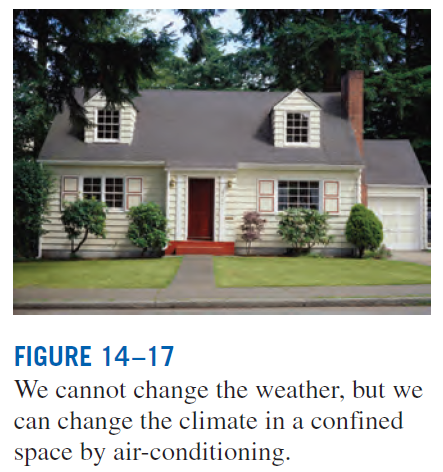 FIGURE 14–17
We cannot change the weather, but we
can change the climate in a confined
space by air-conditioning.